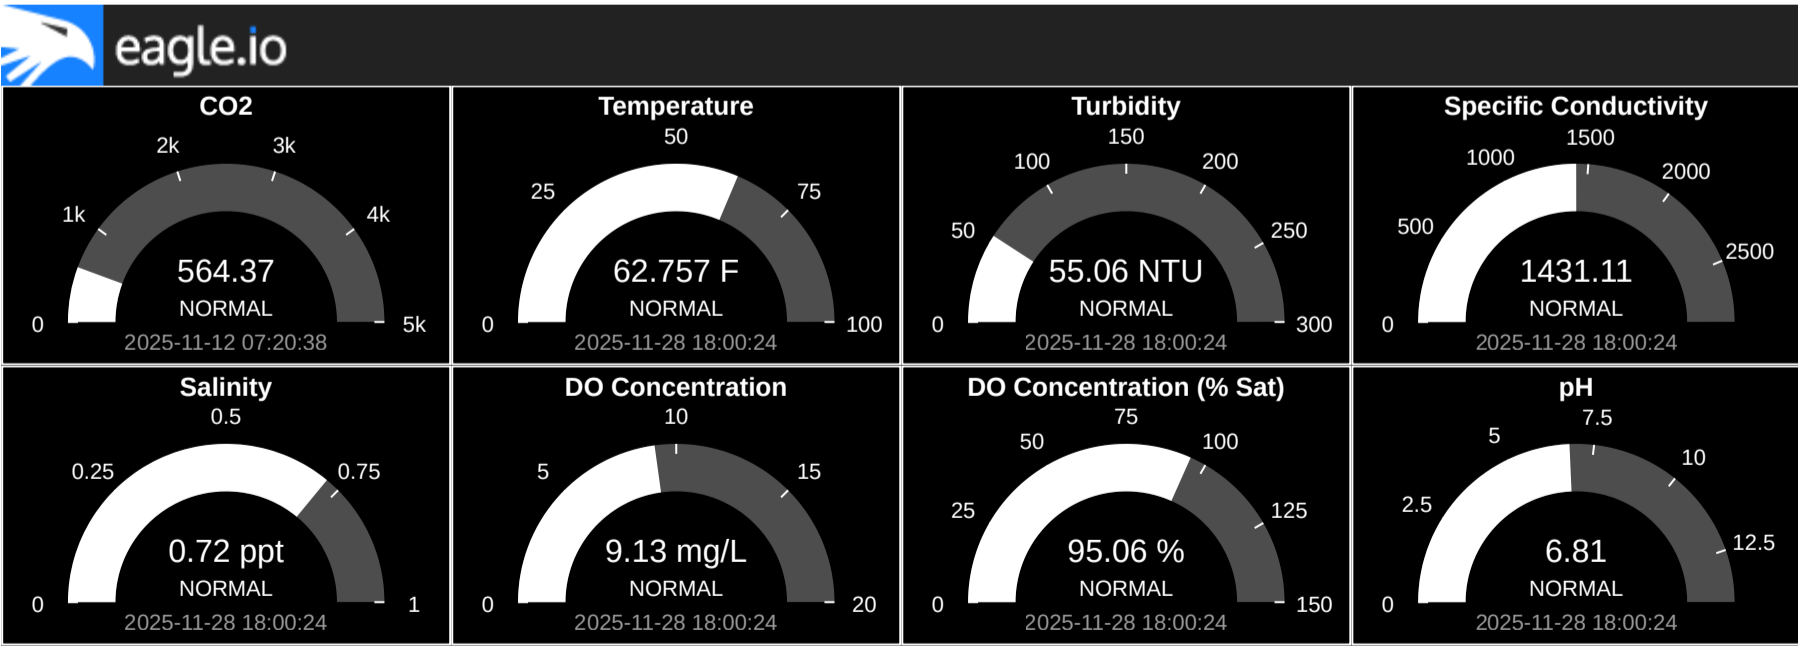 eagle.io
CO2
2k
3k
1k
4k
564.37
NORMAL
0
5k
2025-11-12 07:20:38
Temperature
50
25
75
62.757 F
NORMAL
0
100
2025-11-28 18:00:24
Turbidity
150
100
200
50
250
55.06 NTU
NORMAL
0
300
2025-11-28 18:00:24
Specific Conductivity
1500
1000
2000
500
2500
1431.11
NORMAL
0
2025-11-28 18:00:24
Salinity
0.5
0.25
0.75
0.72 ppt
NORMAL
0
1
2025-11-28 18:00:24
DO Concentration
10
5
15
9.13 mg/L
NORMAL
0
20
2025-11-28 18:00:24
DO Concentration (% Sat)
75
50
100
25
125
95.06 %
NORMAL
0
150
2025-11-28 18:00:24
pH
7.5
5
10
2.5
12.5
6.81
NORMAL
0
2025-11-28 18:00:24